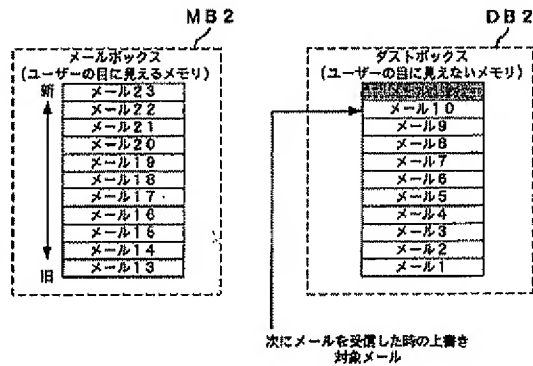 MB2
メールボックス
(ユーザーの目に見えるメモリ)
新
メール23
メール22
メール21
メール20
メール19
メール18
メール17
メール16
メール15
メール14
メール13
旧
DB2
ダストボックス
(ユーザーの目に見えないメモリ)
メール10
メール9
メール8
メール7
メール6
メール5
メール4
メール3
メール2
メール1
次にメールを受信した時の上書き
対象メール